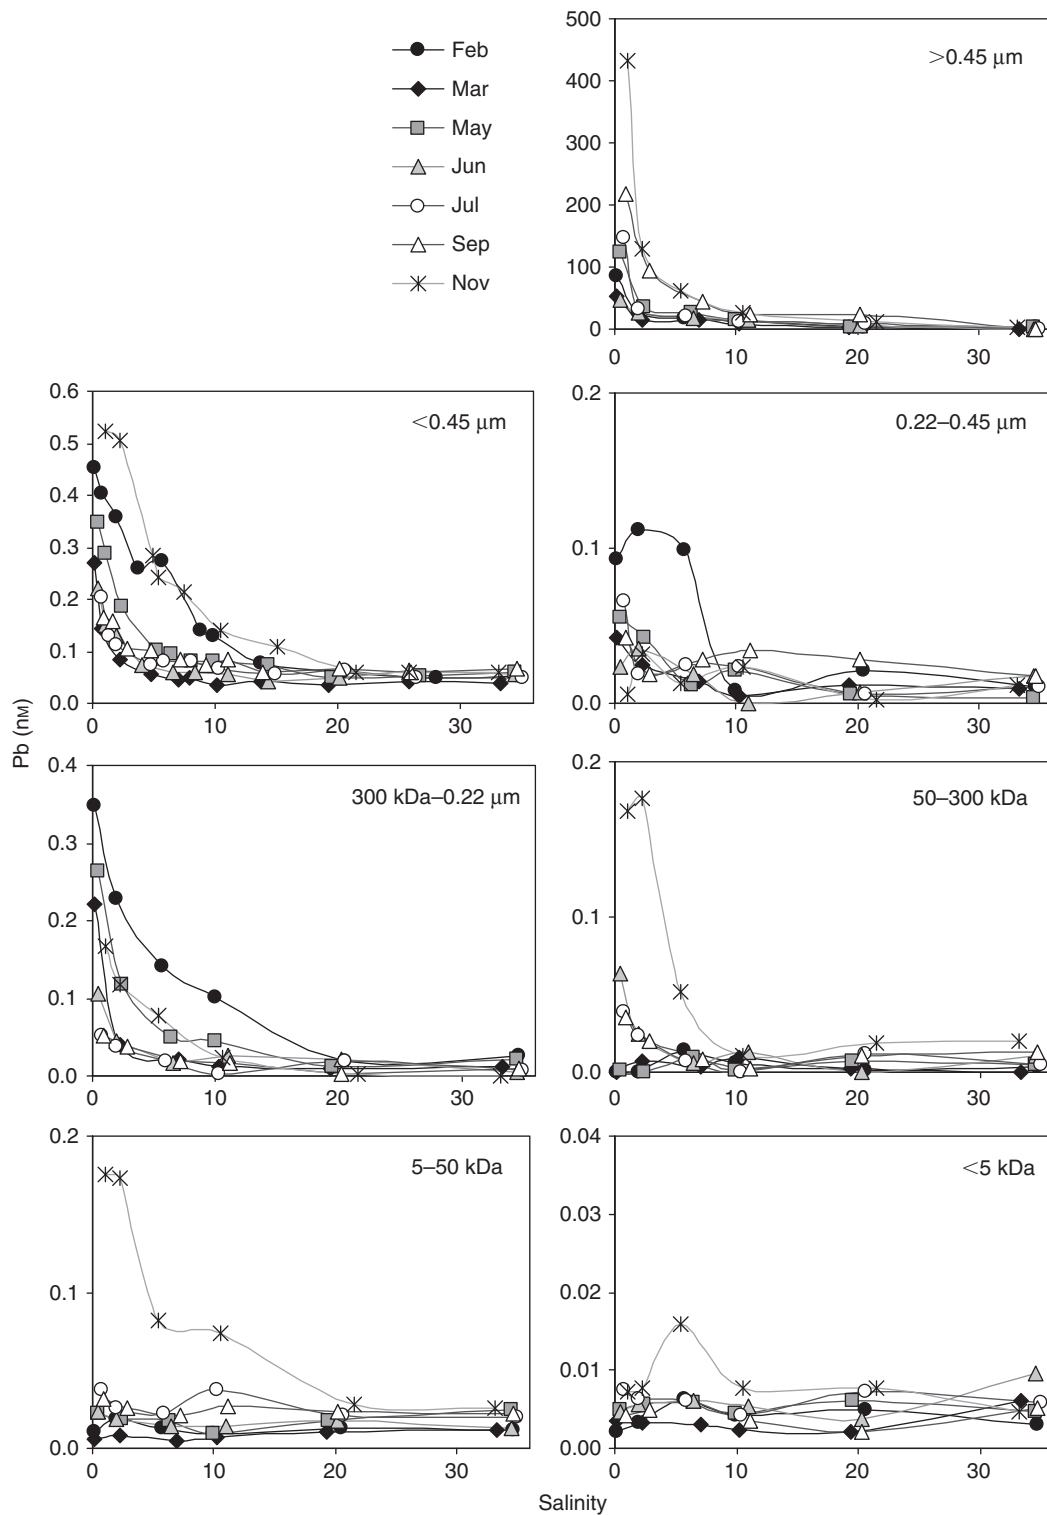 Feb
Mar
May
Jun
Jul
Sep
Nov
>0.45 μm
500
400
300
200
100
0
0 10 20 30
<0.45 μm
0.6
0.5
0.4
0.3
0.2
0.1
0.0
0 10 20 30
0.22–0.45 μm
0.2
0.1
0.0
0 10 20 30
Pb (nM)
300 kDa–0.22 μm
0.4
0.3
0.2
0.1
0.0
0 10 20 30
50–300 kDa
0.2
0.1
0.0
0 10 20 30
5–50 kDa
0.2
0.1
0.0
0 10 20 30
<5 kDa
0.04
0.03
0.02
0.01
0.00
0 10 20 30
Salinity